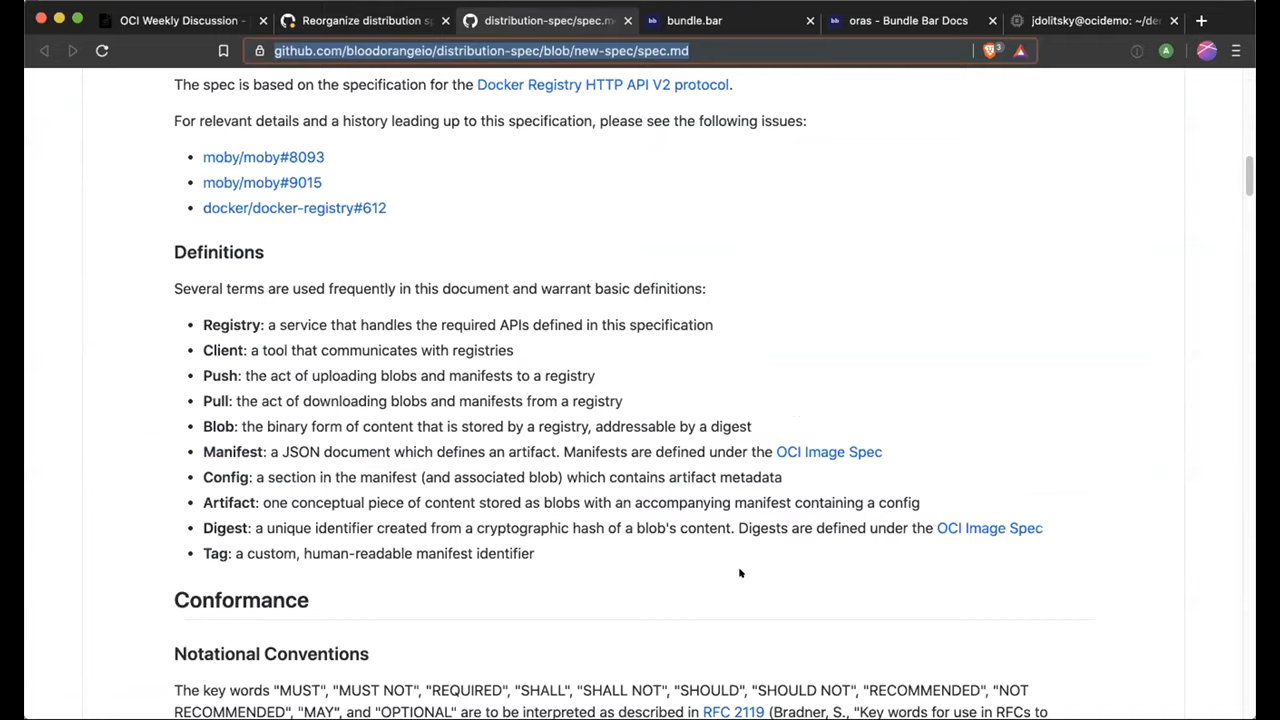 OCI Weekly Discussion -
Reorganize distribution s
distribution-spec/spec.m
bundle.bar
oras - Bundle Bar Docs
jdolitsky@ocidemo: ~/de
github.com/bloodorangeio/distribution-spec/blob/new-spec/spec.md
3
A
The spec is based on the specification for the Docker Registry HTTP API V2 protocol.
For relevant details and a history leading up to this specification, please see the following issues:
• moby/moby#8093
• moby/moby#9015
• docker/docker-registry#612
Definitions
Several terms are used frequently in this document and warrant basic definitions:
• Registry: a service that handles the required APIs defined in this specification
• Client: a tool that communicates with registries
• Push: the act of uploading blobs and manifests to a registry
• Pull: the act of downloading blobs and manifests from a registry
• Blob: the binary form of content that is stored by a registry, addressable by a digest
• Manifest: a JSON document which defines an artifact. Manifests are defined under the OCI Image Spec
• Config: a section in the manifest (and associated blob) which contains artifact metadata
• Artifact: one conceptual piece of content stored as blobs with an accompanying manifest containing a config
• Digest: a unique identifier created from a cryptographic hash of a blob's content. Digests are defined under the OCI Image Spec
• Tag: a custom, human-readable manifest identifier
Conformance
Notational Conventions
The key words "MUST", "MUST NOT", "REQUIRED", "SHALL", "SHALL NOT", "SHOULD", "SHOULD NOT", "RECOMMENDED", "NOT
RECOMMENDED", "MAY", and "OPTIONAL" are to be interpreted as described in RFC 2119 (Bradner, S., "Key words for use in RFCs to